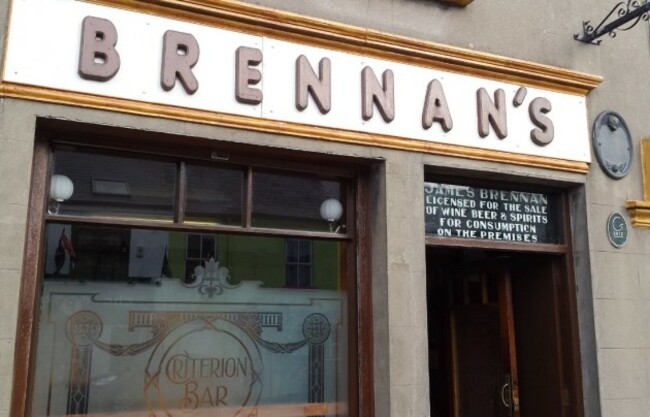 BRENNAN'S
JAMES BRENNAN
LICENSED FOR THE SALE
OF WINE BEER & SPIRITS
FOR CONSUMPTION
ON THE PREMISES
CRITERION
BAR